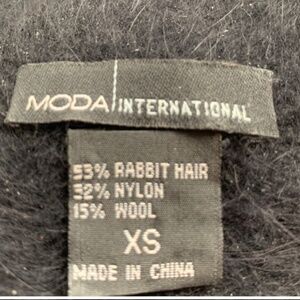 MODA INTERNATIONAL
53% RABBIT HAIR
32% NYLON
15% WOOL
XS
MADE IN CHINA